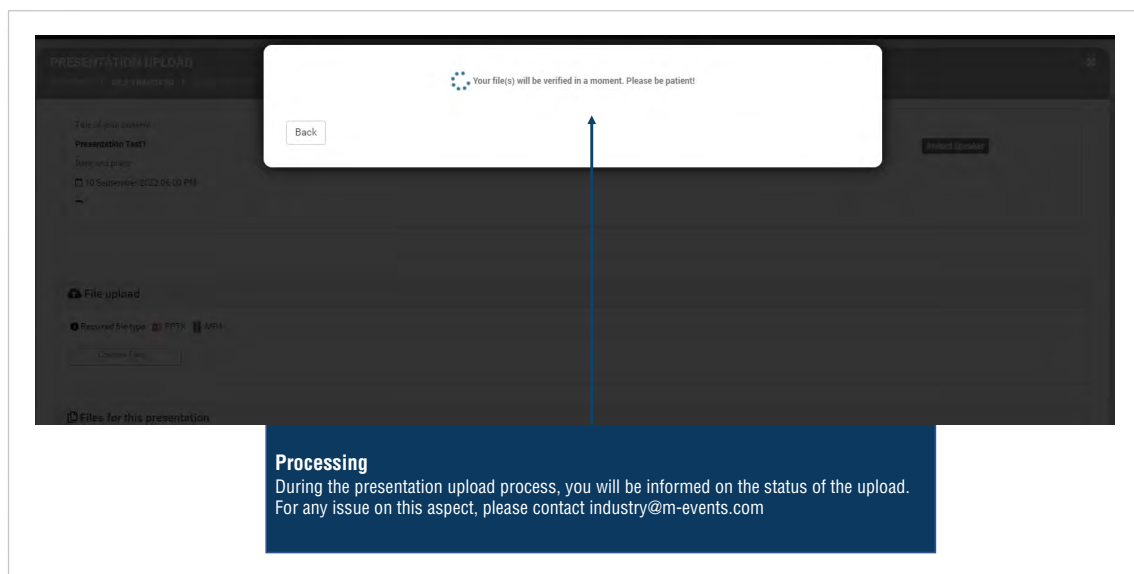 PRESENTATION UPLOAD
Your file(s) will be verified in a moment. Please be patient!
Back
Title of your content
Presentation Test1
Date and place
10 September 2022 06:00 PM
Invited Speaker
File upload
Required file type: PPTX MP4
Choose Files
Files for this presentation
Processing
During the presentation upload process, you will be informed on the status of the upload.
For any issue on this aspect, please contact industry@m-events.com